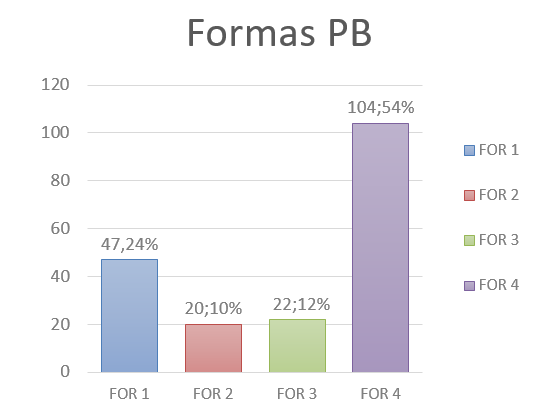 Formas PB
120
100
80
60
40
20
0
47,24%
20;10%
22;12%
104;54%
FOR 1
FOR 2
FOR 3
FOR 4
FOR 1
FOR 2
FOR 3
FOR 4